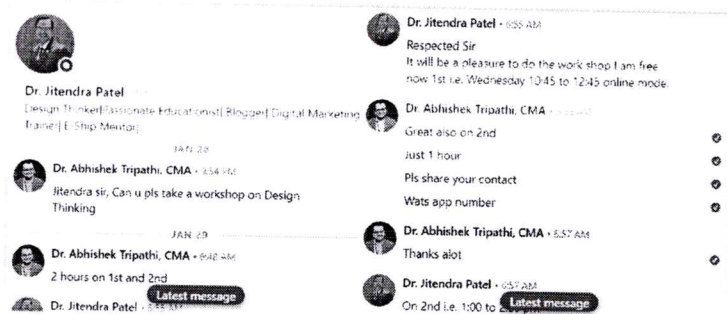 Dr. Jitendra Patel
Design Thinker|Passionate Educationist| Blogger| Digital Marketing
Trainer| E-Ship Mentor|
JAN 28
Dr. Abhishek Tripathi, CMA •
Jitendra sir, Can u pls take a workshop on Design
Thinking
JAN 29
Dr. Abhishek Tripathi, CMA • 6:48 AM
2 hours on 1st and 2nd
Latest message
Dr. Jitendra Patel • 6:55 AM
Dr. Jitendra Patel • 6:55 AM
Respected Sir
It will be a pleasure to do the work shop I am free
now 1st i.e. Wednesday 10:45 to 12:45 online mode.
Dr. Abhishek Tripathi, CMA •
Great also on 2nd
Just 1 hour
Pls share your contact
Wats app number
Dr. Abhishek Tripathi, CMA • 6:57 AM
Thanks alot
Dr. Jitendra Patel • 6:57 AM
On 2nd i.e. 1:00 to
Latest message